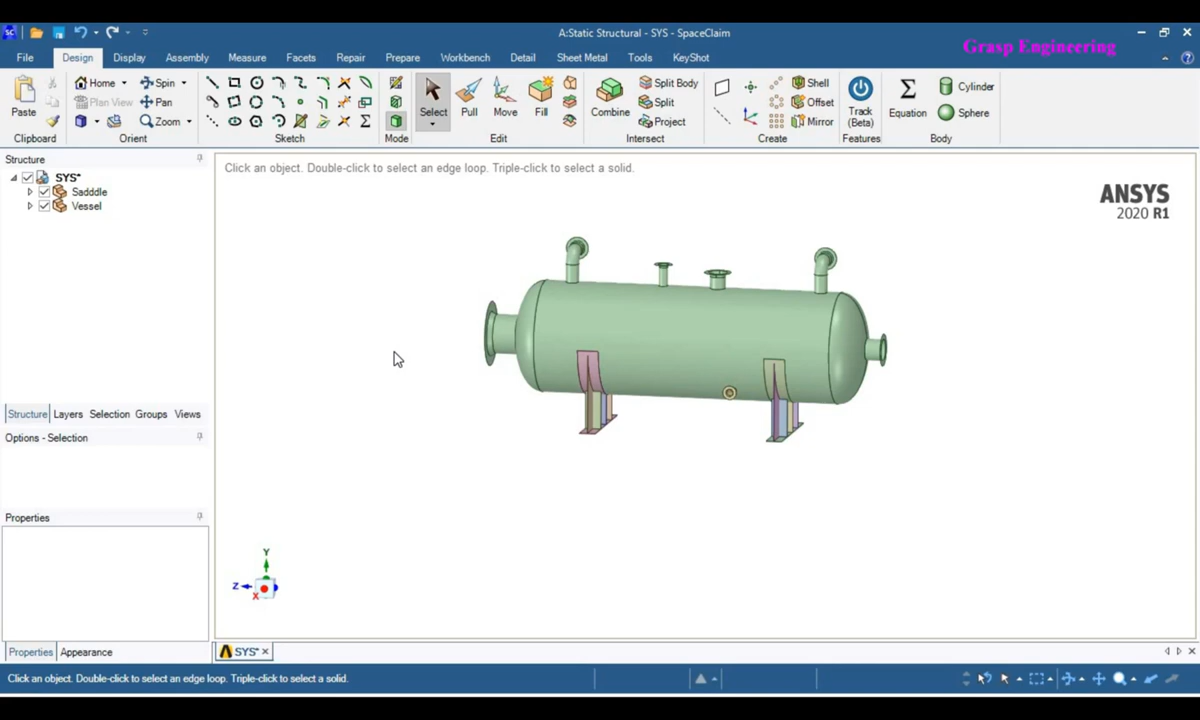 A:Static Structural - SYS - SpaceClaim
Grasp Engineering
File Design Display Assembly Measure Facets Repair Prepare Workbench Detail Sheet Metal Tools KeyShot
Home Spin
Plan View Pan
Zoom
Paste
Select Pull Move Fill
Combine
Split Body
Split
Project
Shell
Offset
Mirror
Track
(Beta)
Equation
Cylinder
Sphere
Clipboard Orient Sketch Mode Edit Intersect Create Features Body
Structure
SYS*
Sadddle
Vessel
Click an object. Double-click to select an edge loop. Triple-click to select a solid.
ANSYS
2020 R1
Structure Layers Selection Groups Views
Options - Selection
Properties
Y
Z
X
Properties Appearance
SYS*
Click an object. Double-click to select an edge loop. Triple-click to select a solid.